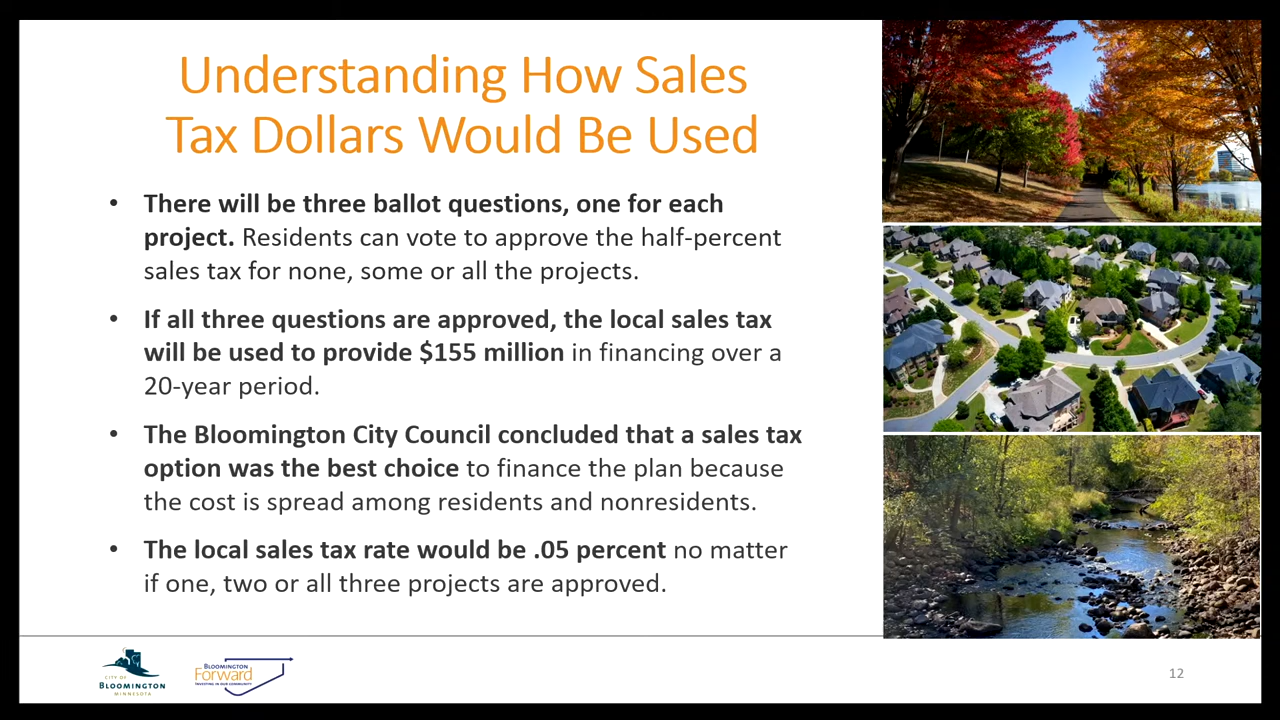 Understanding How Sales
Tax Dollars Would Be Used
• There will be three ballot questions, one for each
project. Residents can vote to approve the half-percent
sales tax for none, some or all the projects.
• If all three questions are approved, the local sales tax
will be used to provide $155 million in financing over a
20-year period.
• The Bloomington City Council concluded that a sales tax
option was the best choice to finance the plan because
the cost is spread among residents and nonresidents.
• The local sales tax rate would be .05 percent no matter
if one, two or all three projects are approved.
CITY OF
BLOOMINGTON
MINNESOTA
BLOOMINGTON
Forward
INVESTING IN OUR COMMUNITY
12